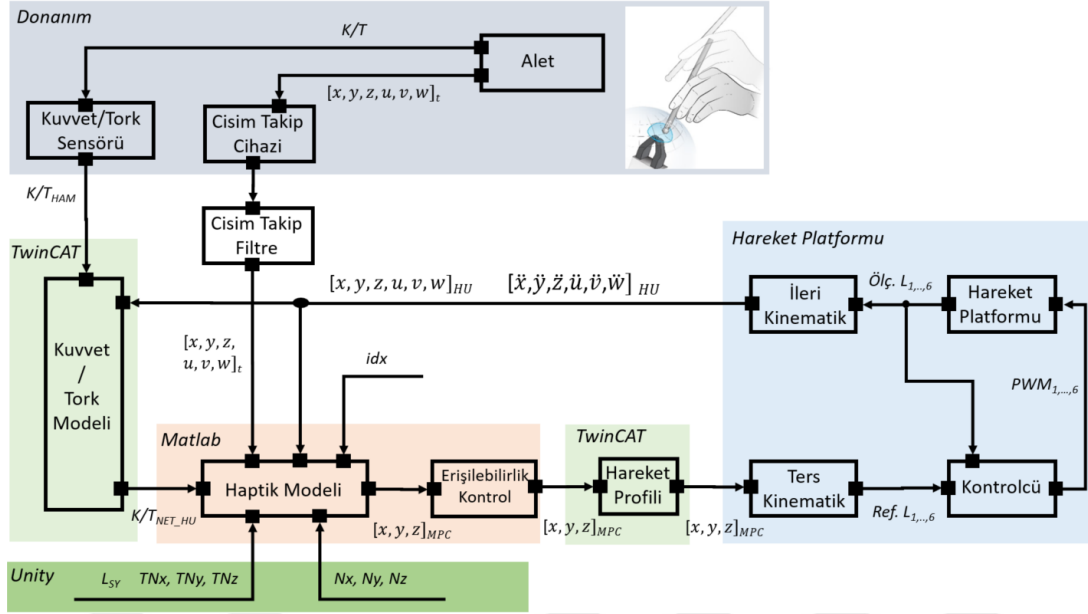 Donanım
K/T
Alet
[x, y, z, u, v, w]t
Kuvvet/Tork
Sensörü
Cisim Takip
Cihazi
K/THAM
Cisim Takip
Filtre
TwinCAT
Hareket Platformu
[x, y, z, u, v, w]HU
[ẍ,ÿ,z̈,ü,v̈,ẅ] HU
İleri
Kinematik
Ölç. L1,..,6
Hareket
Platformu
Kuvvet
/
Tork
Modeli
[x, y, z,
u, v, w]t
idx
PWM1,...,6
Matlab
TwinCAT
Haptik Modeli
Erişilebilirlik
Kontrol
Hareket
Profili
Ters
Kinematik
Kontrolcü
K/TNET_HU
[x, y, z]MPC
[x, y, z]MPC
[x, y, z]MPC
Ref. L1,..,6
Unity
LSY TNx, TNy, TNz
Nx, Ny, Nz